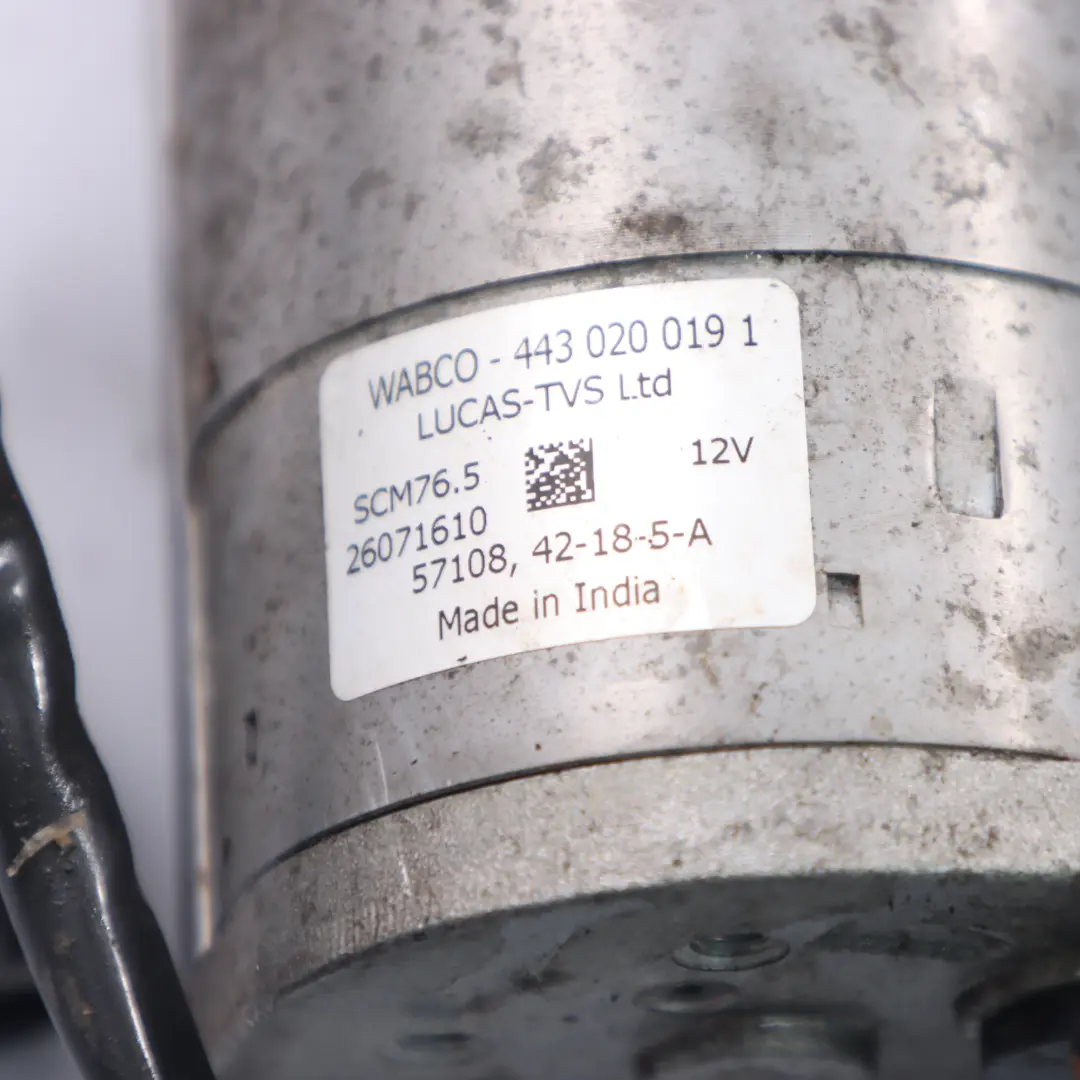 WABCO - 443 020 019 1
LUCAS-TVS Ltd
SCM76.5 12V
26071610
57108, 42-18-5-A
Made in India